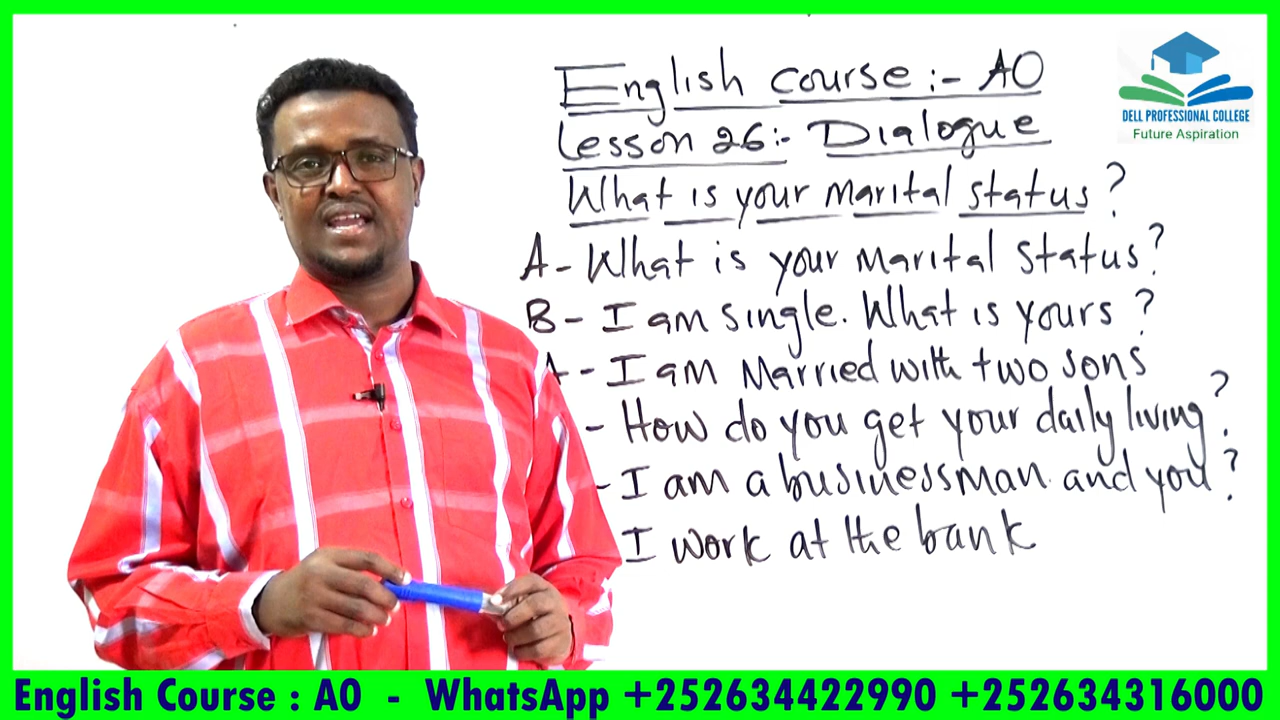 English course :- A0
Lesson 26:- Dialogue
What is your marital status?
A- What is your marital status?
B- I am single. What is yours?
- I am married with two sons
- How do you get your daily living?
- I am a businessman and you?
I work at the bank
DELL PROFESSIONAL COLLEGE
Future Aspiration
English Course : A0 - WhatsApp +252634422990 +252634316000